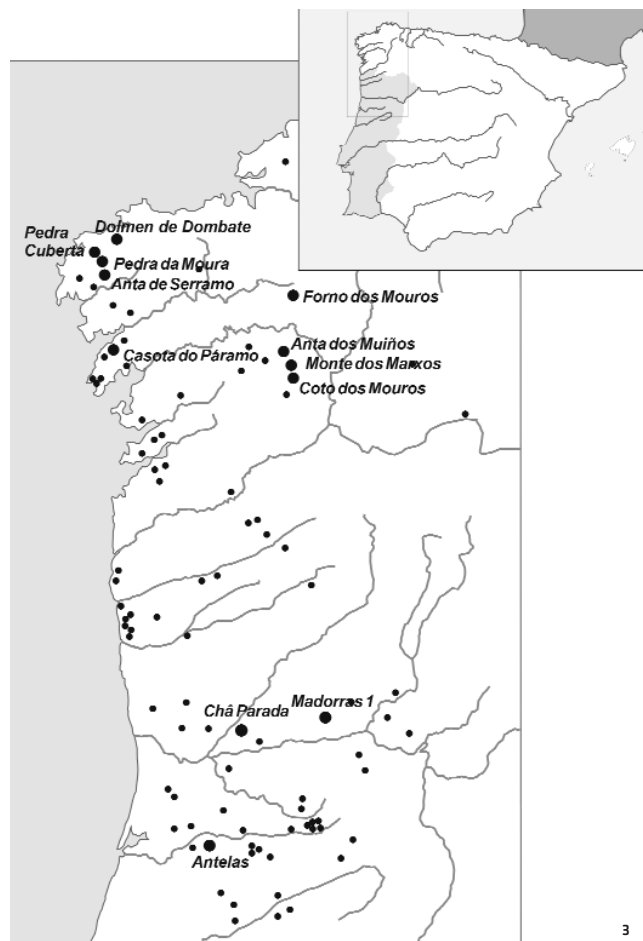 Dolmen de Dombate
Pedra
Cuberta
Pedra da Moura
Anta de Serramo
Forno dos Mouros
Anta dos Muiños
Casota do Páramo
Monte dos Marxos
Coto dos Mouros
Madorras 1
Châ Parada
Antelas
3